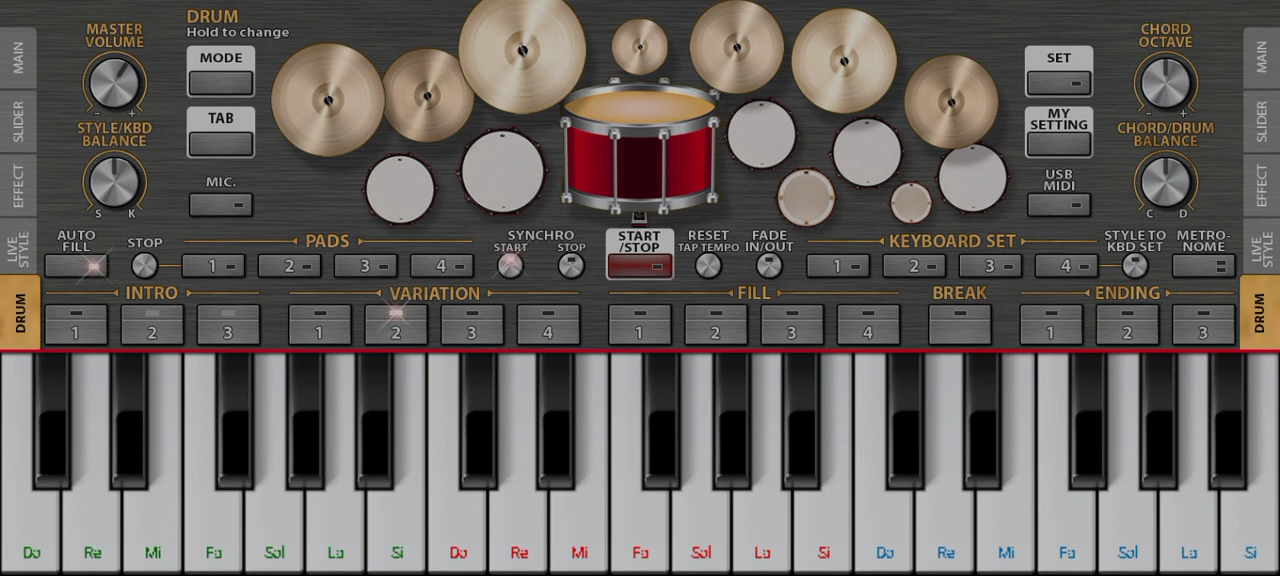 MASTER
VOLUME
- +
STYLE/KBD
BALANCE
S K
DRUM
Hold to change
MODE
TAB
MIC.
SET
MY
SETTING
USB
MIDI
CHORD
OCTAVE
- +
CHORD/DRUM
BALANCE
C D
MAIN
SLIDER
EFFECT
LIVE
STYLE
DRUM
MAIN
SLIDER
EFFECT
LIVE
STYLE
DRUM
AUTO
FILL
STOP
PADS
1 2 3 4
SYNCHRO
START STOP
START
/STOP
RESET
TAP TEMPO
FADE
IN/OUT
KEYBOARD SET
1 2 3 4
STYLE TO
KBD SET
METRO-
NOME
INTRO
1 2 3
VARIATION
1 2 3 4
FILL
1 2 3 4
BREAK
ENDING
1 2 3
Do Re Mi Fa Sol La Si Do Re Mi Fa Sol La Si Do Re Mi Fa Sol La Si